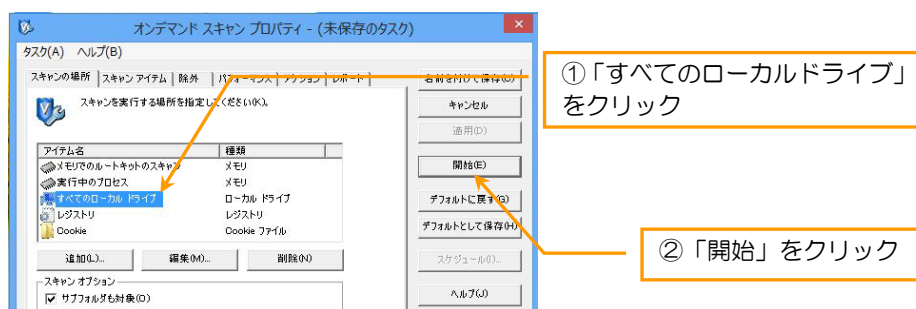 オンデマンド スキャン プロパティ - (未保存のタスク)
タスク(A) ヘルプ(B)
スキャンの場所 スキャン アイテム 除外 パフォーマンス アクション レポート
名前を付けて保存(C)
スキャンを実行する場所を指定してください(K)。
キャンセル
適用(D)
アイテム名 種類
メモリでのルートキットのスキャン メモリ
開始(E)
実行中のプロセス メモリ
すべてのローカル ドライブ ローカル ドライブ
デフォルトに戻す(G)
レジストリ レジストリ
Cookie Cookie ファイル
デフォルトとして保存(H)
追加(L)... 編集(M)... 削除(N)
スケジュール(I)...
スキャン オプション
サブフォルダも対象(O)
ヘルプ(J)
①「すべてのローカルドライブ」
をクリック
②「開始」をクリック